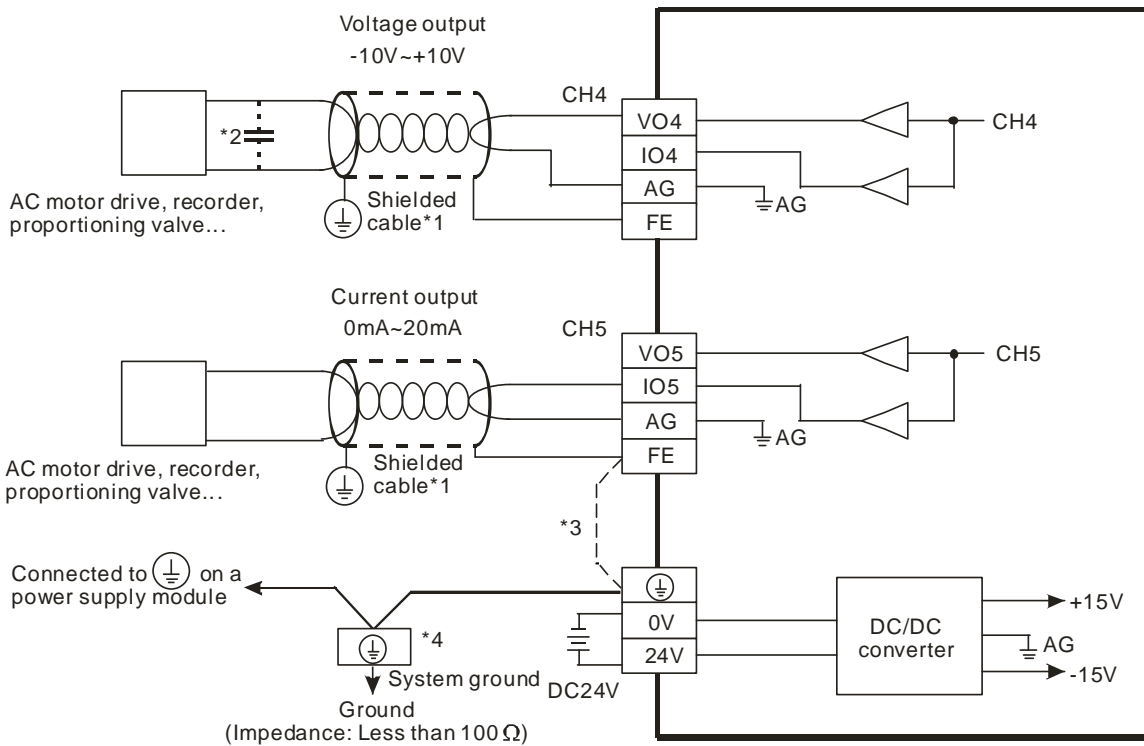 Voltage output
-10V~+10V
CH4
*2
VO4
IO4
AG
FE
AG
CH4
AC motor drive, recorder,
proportioning valve...
Shielded
cable*1
Current output
0mA~20mA
CH5
VO5
IO5
AG
FE
AG
CH5
AC motor drive, recorder,
proportioning valve...
Shielded
cable*1
*3
Connected to on a
power supply module
*4
System ground
Ground
(Impedance: Less than 100 Ω)
0V
24V
DC24V
DC/DC
converter
+15V
AG
-15V